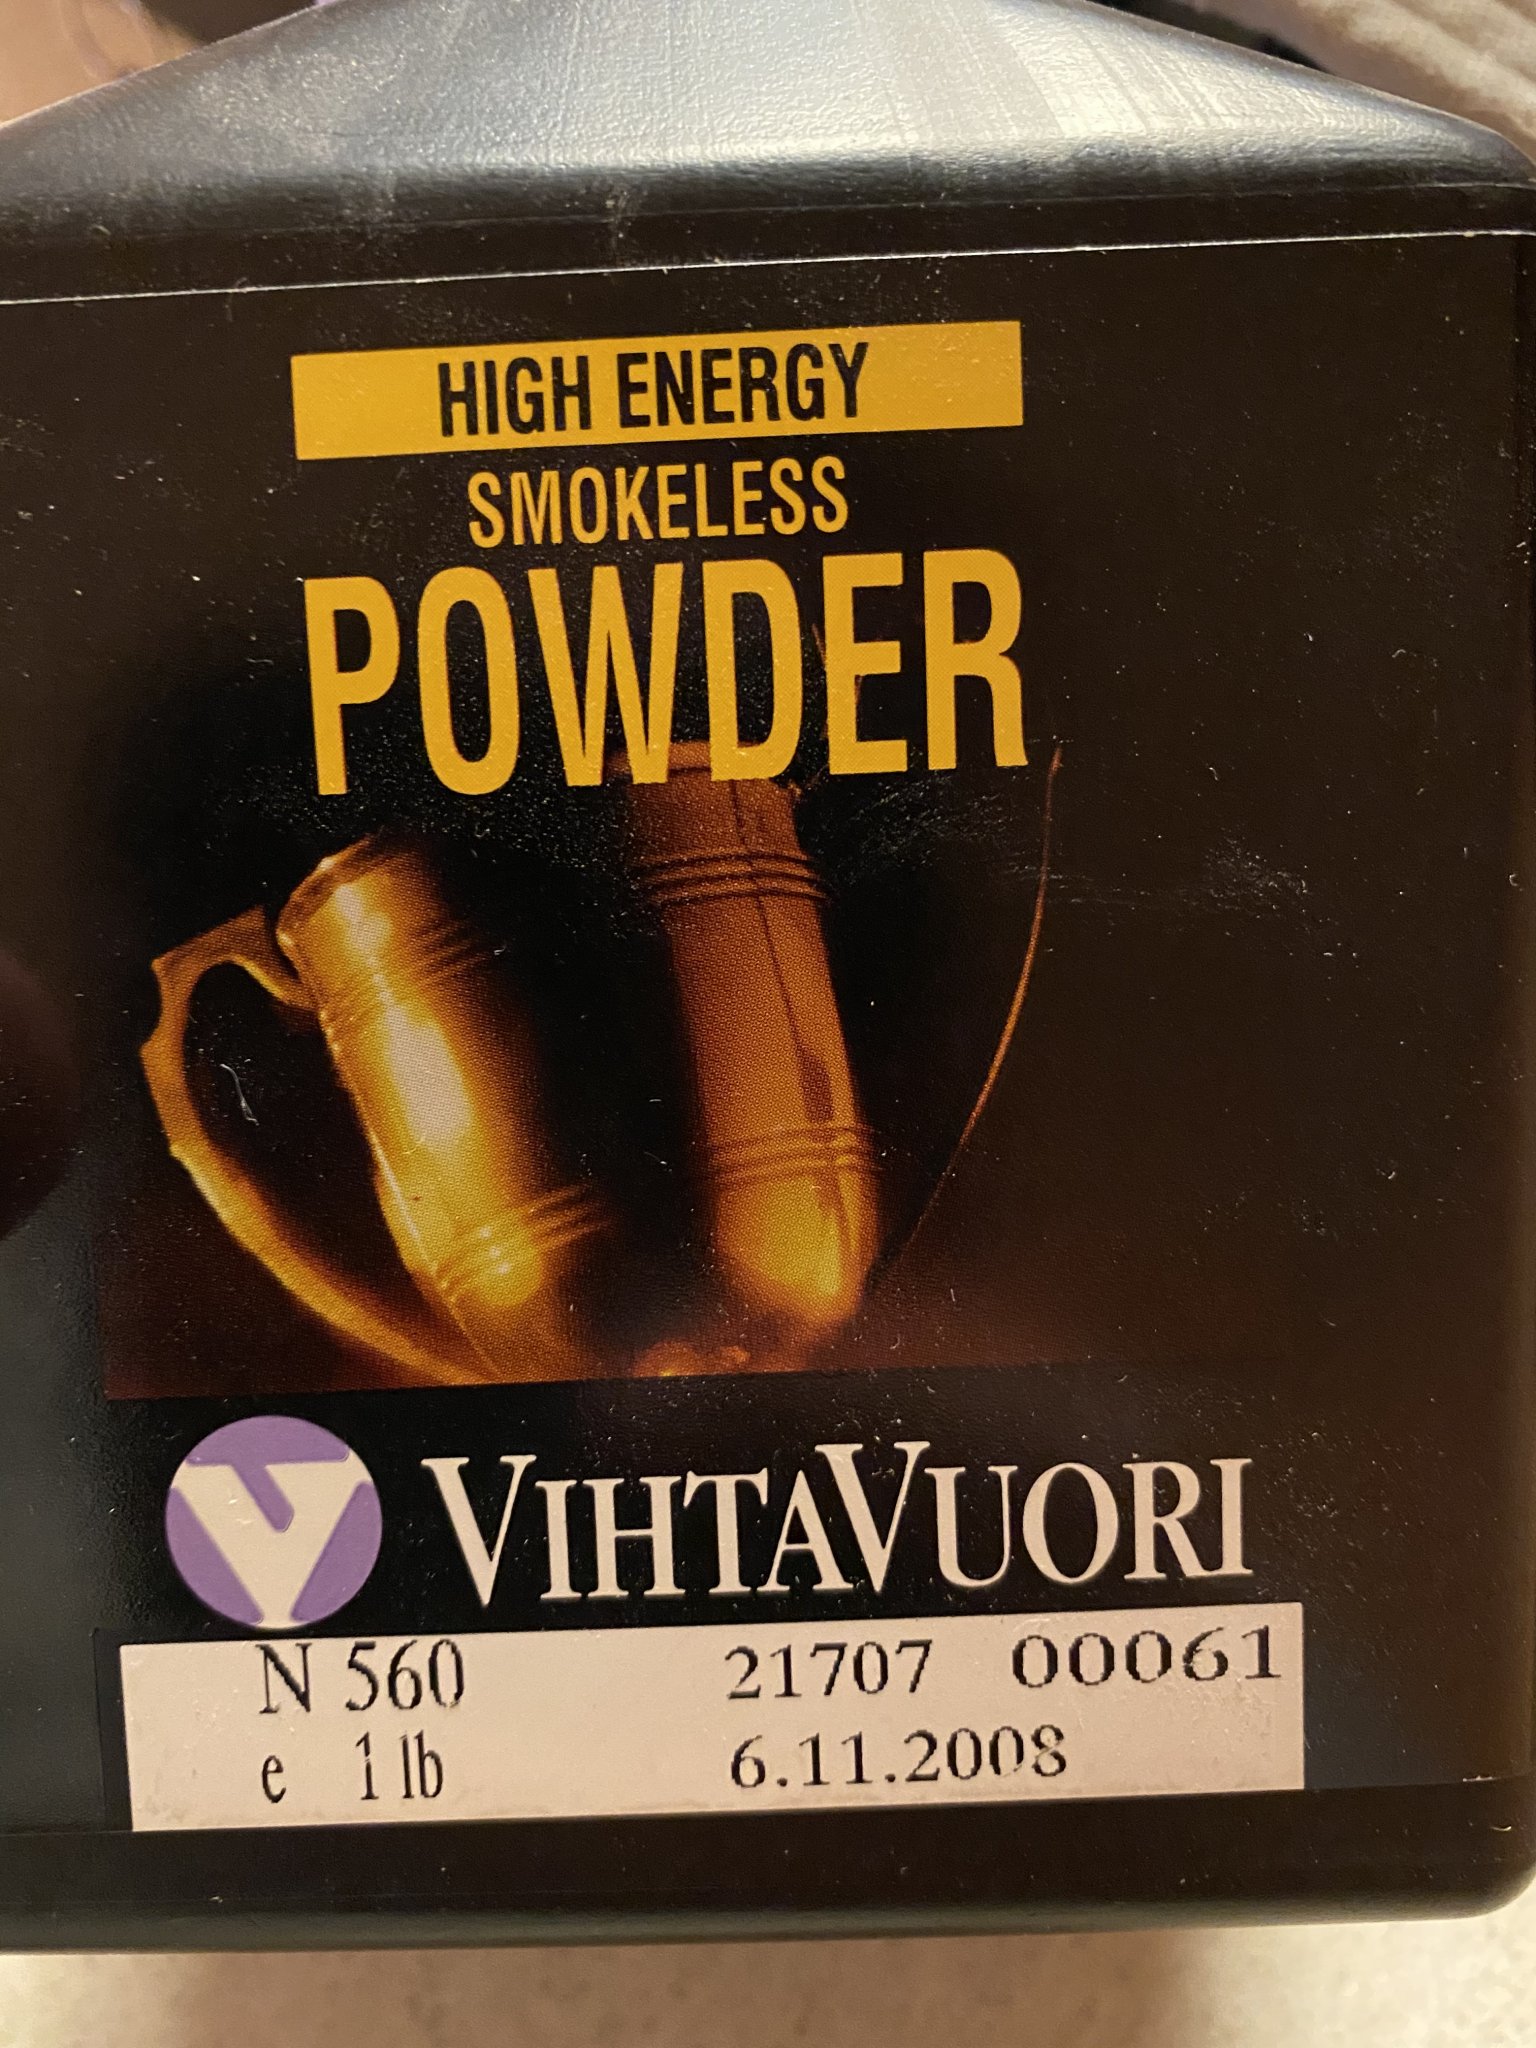 HIGH ENERGY
SMOKELESS
POWDER
VIHTAVUORI
N 560 21707 00061
e 1 lb 6.11.2008